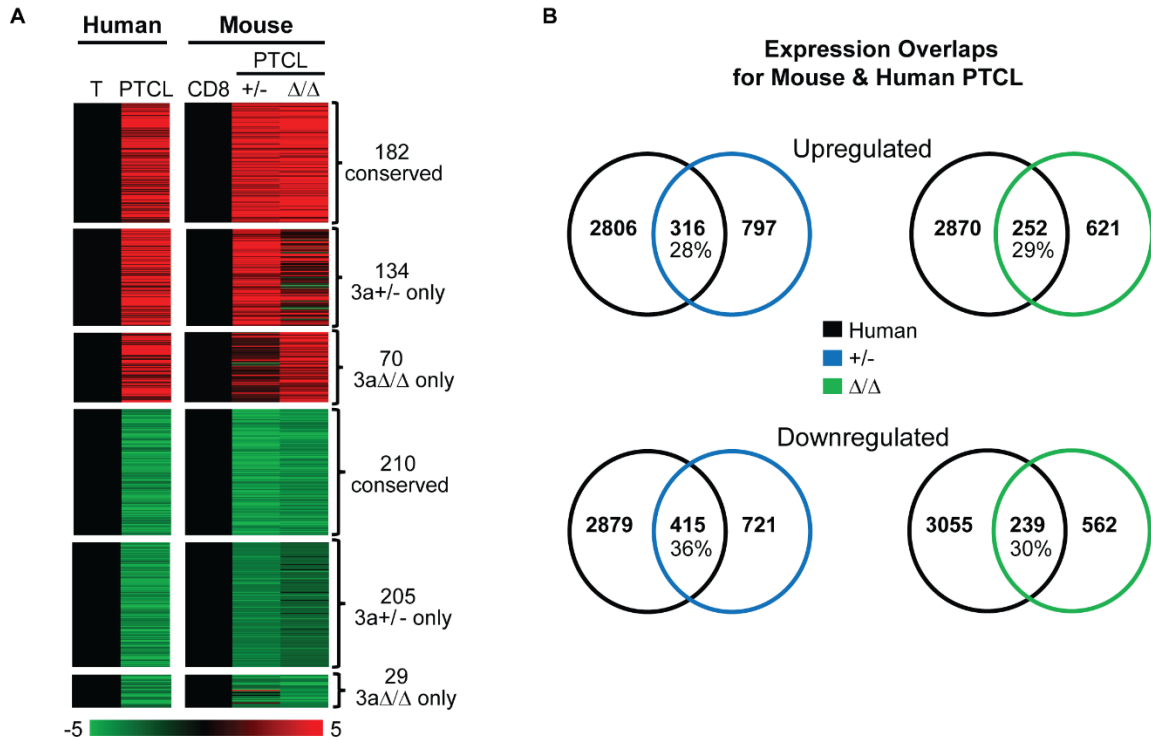 A
Human
Mouse
PTCL
T PTCL
CD8 +/- Δ/Δ
182
conserved
134
3a+/- only
70
3aΔ/Δ only
210
conserved
205
3a+/- only
29
3aΔ/Δ only
-5
5
B
Expression Overlaps
for Mouse & Human PTCL
Upregulated
2806 316 797
28%
2870 252 621
29%
Human
+/-
Δ/Δ
Downregulated
2879 415 721
36%
3055 239 562
30%